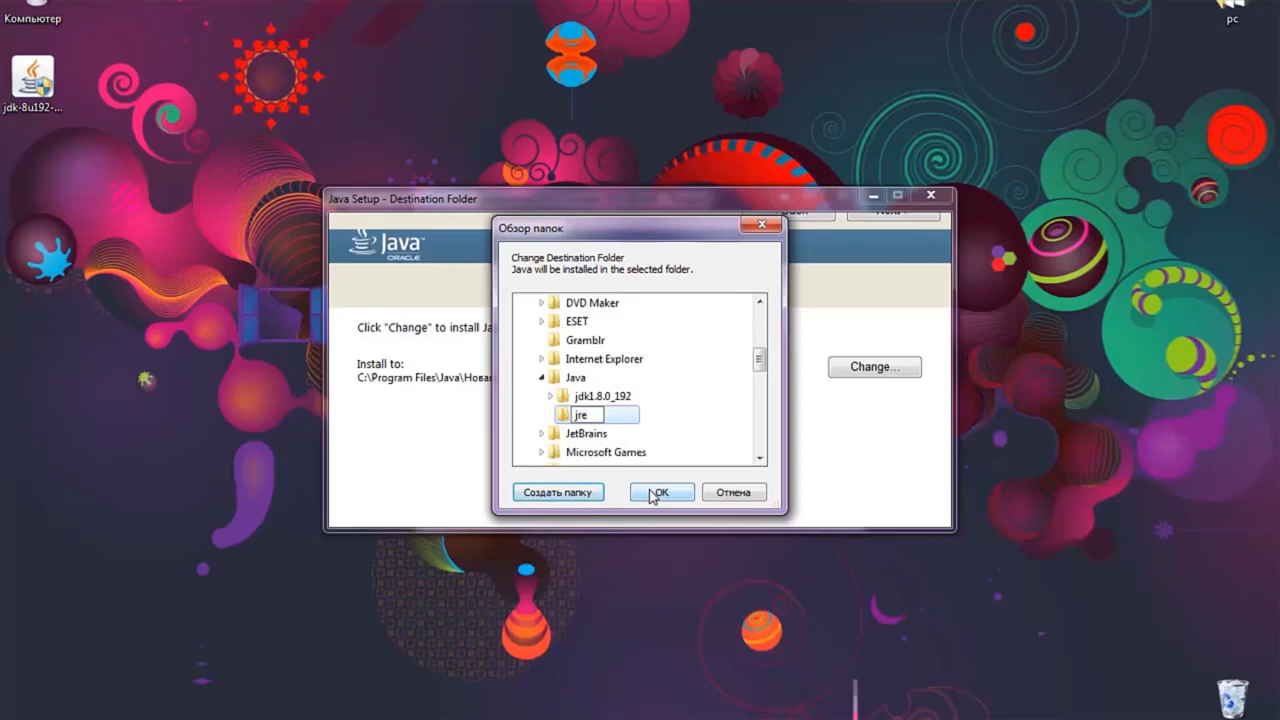 Компьютер
pc
jdk-8u192-...
Java Setup - Destination Folder
Обзор папок
Java™
ORACLE
Change Destination Folder
Java will be installed in the selected folder.
DVD Maker
ESET
Gramblr
Internet Explorer
Java
jdk1.8.0_192
jre
JetBrains
Microsoft Games
Click "Change" to install Ja
Install to:
C:\Program Files\Java\Новая
Change...
Создать папку
OK
Отмена